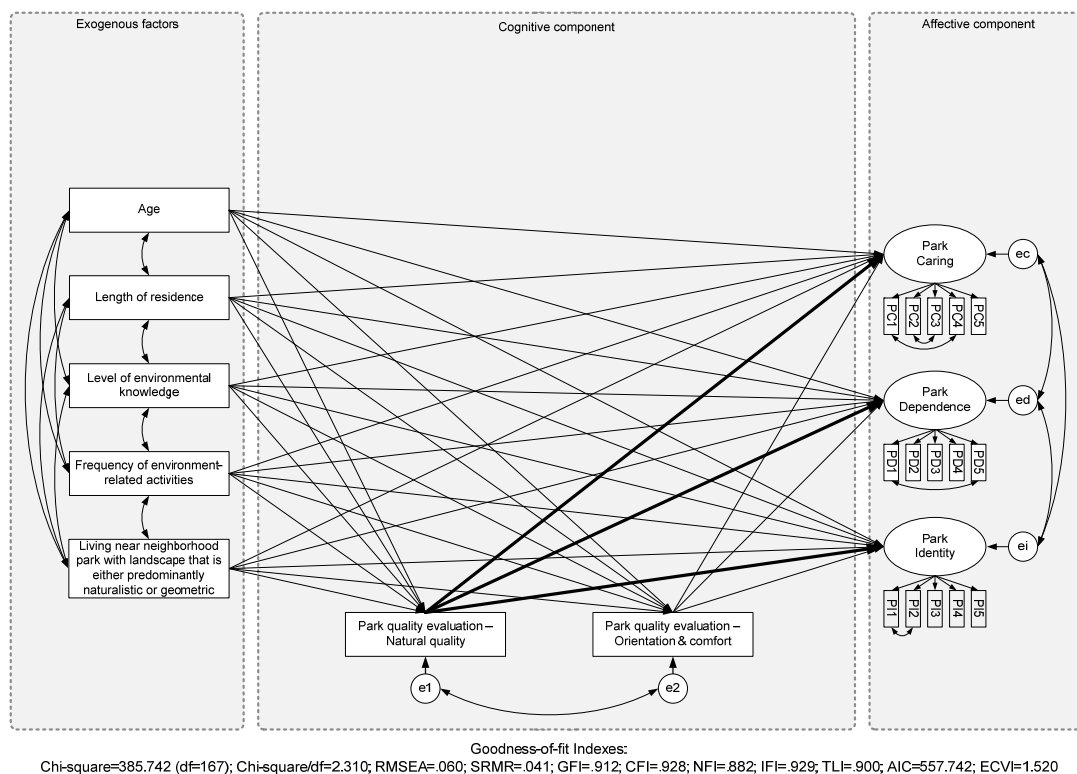 Exogenous factors
Cognitive component
Affective component
Age
Length of residence
Level of environmental
knowledge
Frequency of environment-
related activities
Living near neighborhood
park with landscape that is
either predominantly
naturalistic or geometric
Park quality evaluation –
Natural quality
Park quality evaluation –
Orientation & comfort
e1
e2
Park
Caring
ec
PC1
PC2
PC3
PC4
PC5
Park
Dependence
ed
PD1
PD2
PD3
PD4
PD5
Park
Identity
ei
PI1
PI2
PI3
PI4
PI5
Goodness-of-fit Indexes:
Chi-square=385.742 (df=167); Chi-square/df=2.310; RMSEA=.060; SRMR=.041; GFI=.912; CFI=.928; NFI=.882; IFI=.929; TLI=.900; AIC=557.742; ECVI=1.520